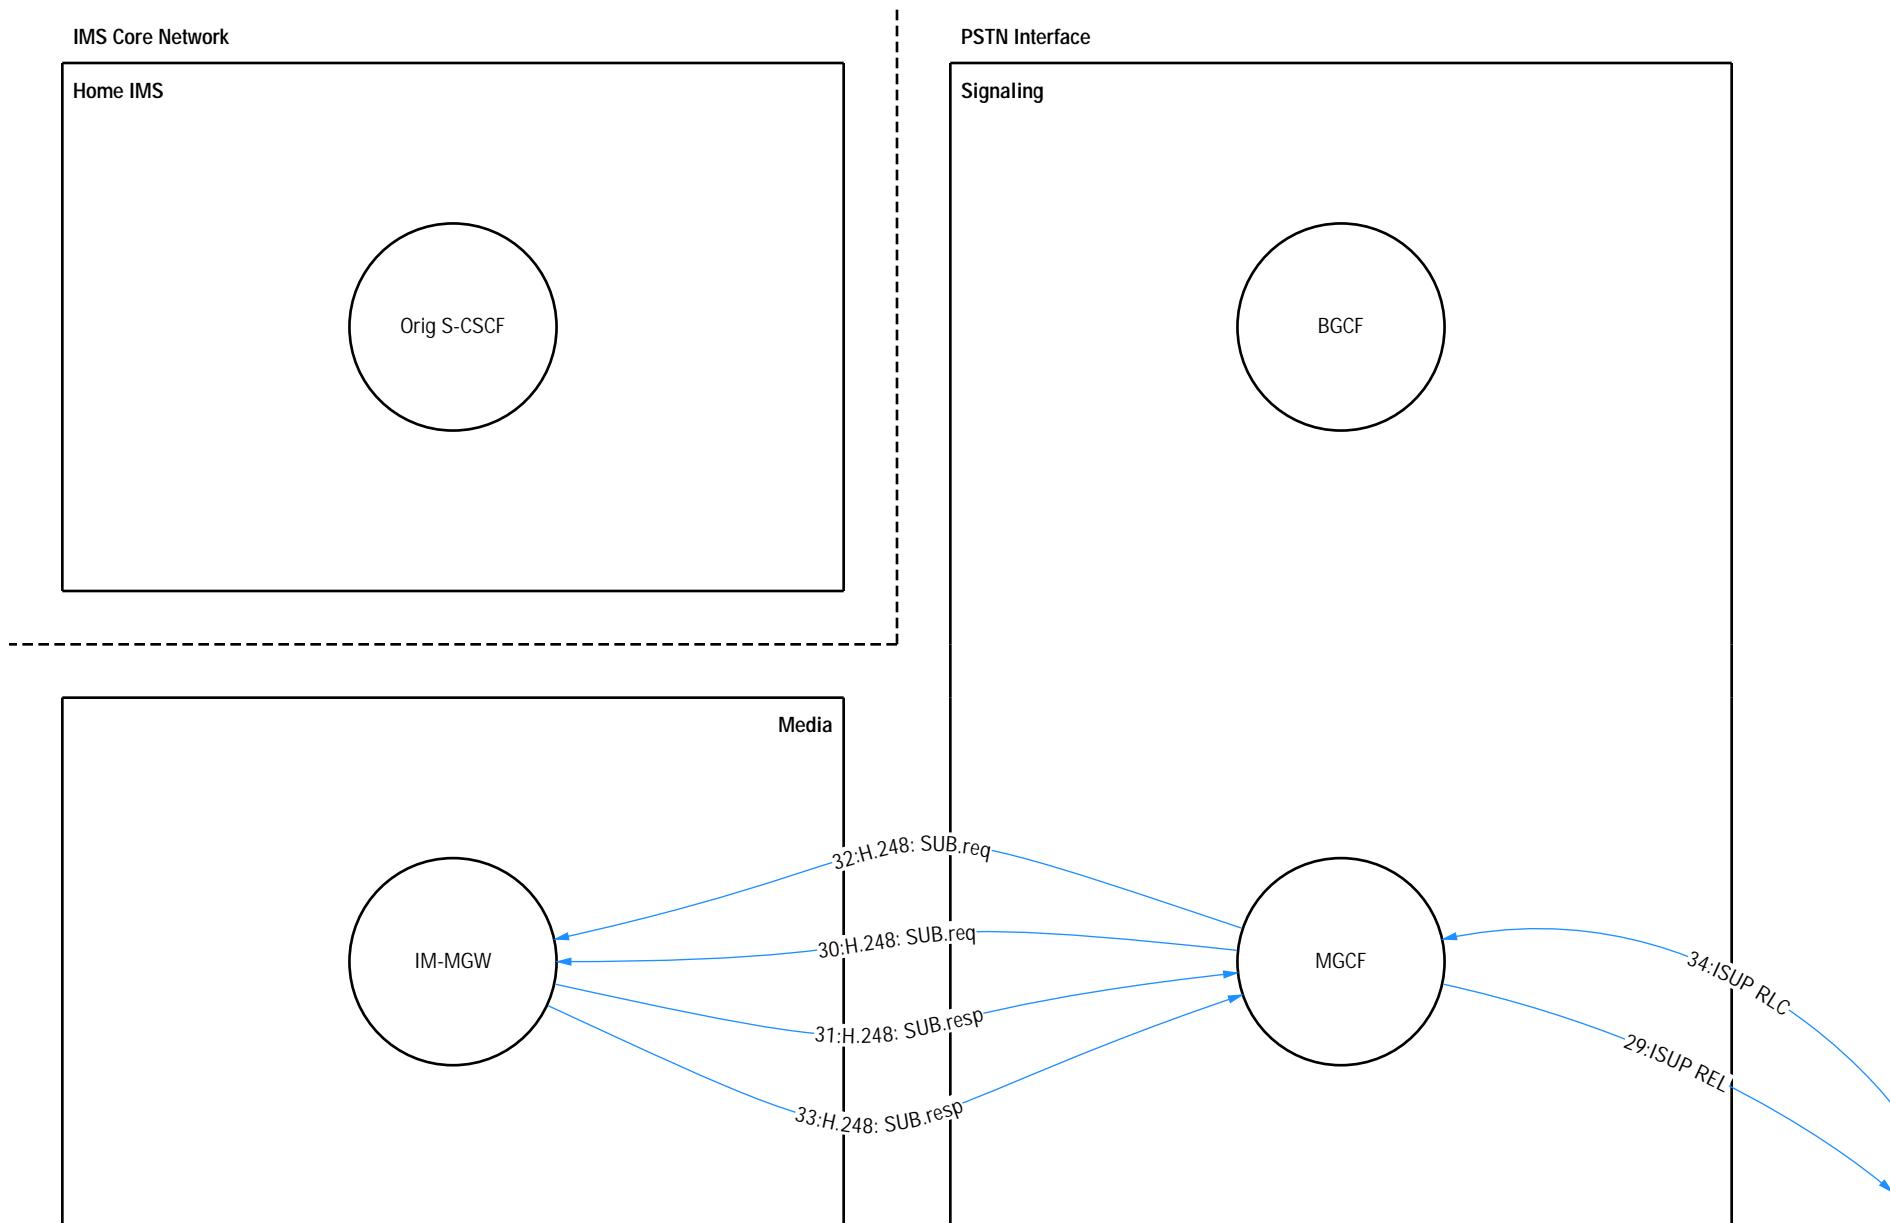 IMS Core Network
PSTN Interface
Home IMS
Signaling
Orig S-CSCF
BGCF
Media
32:H.248: SUB.req
30:H.248: SUB.req
IM-MGW
MGCF
34:ISUP RLC
31:H.248: SUB.resp
29:ISUP REL
33:H.248: SUB.resp